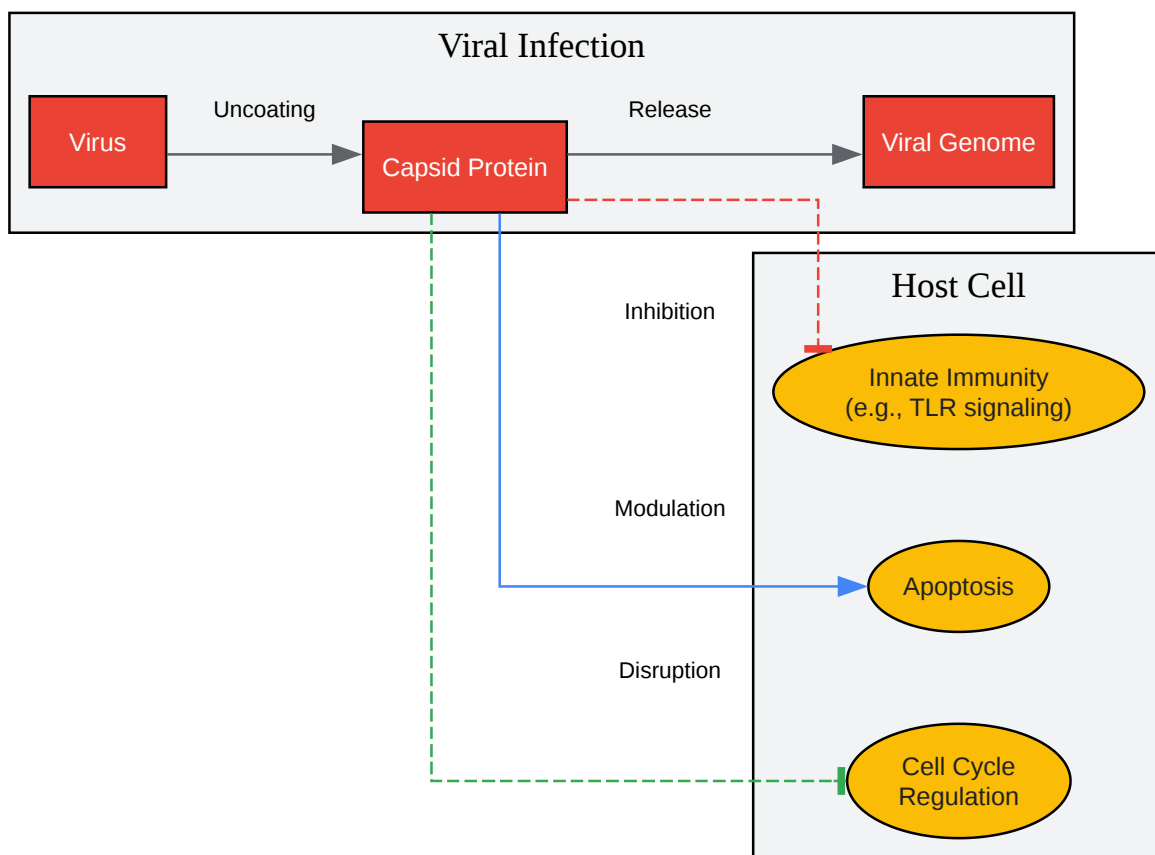 Viral Infection
Uncoating
Release
Virus
Capsid Protein
Viral Genome
Host Cell
Inhibition
Innate Immunity
(e.g., TLR signaling)
Modulation
Apoptosis
Disruption
Cell Cycle
Regulation